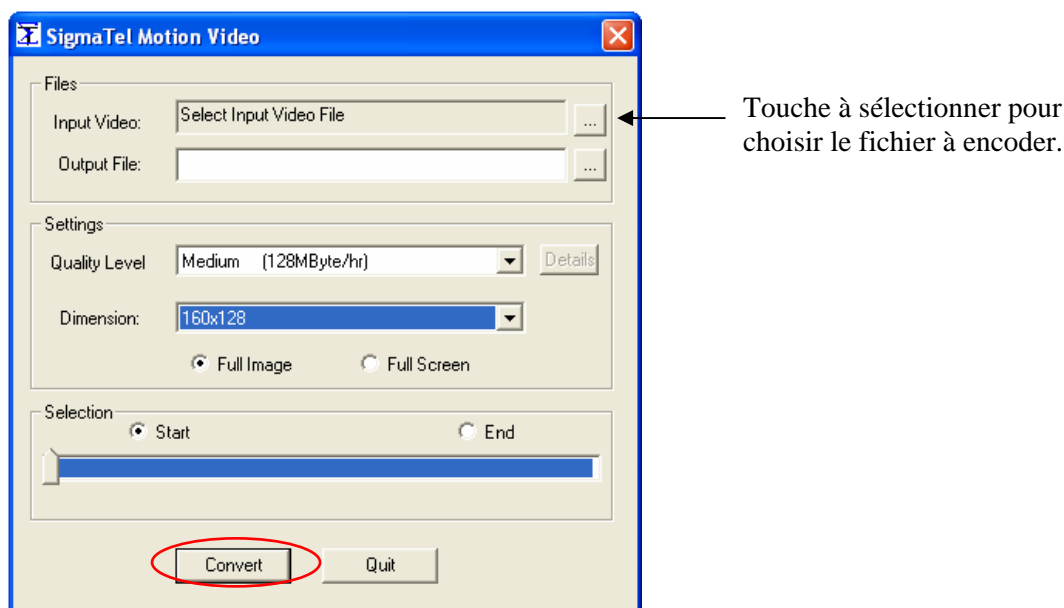 SigmaTel Motion Video
Files
Input Video: Select Input Video File ...
Touche à sélectionner pour
choisir le fichier à encoder.
Output File: ...
Settings
Quality Level Medium (128MByte/hr) Details
Dimension: 160x128
Full Image Full Screen
Selection
Start End
Convert Quit